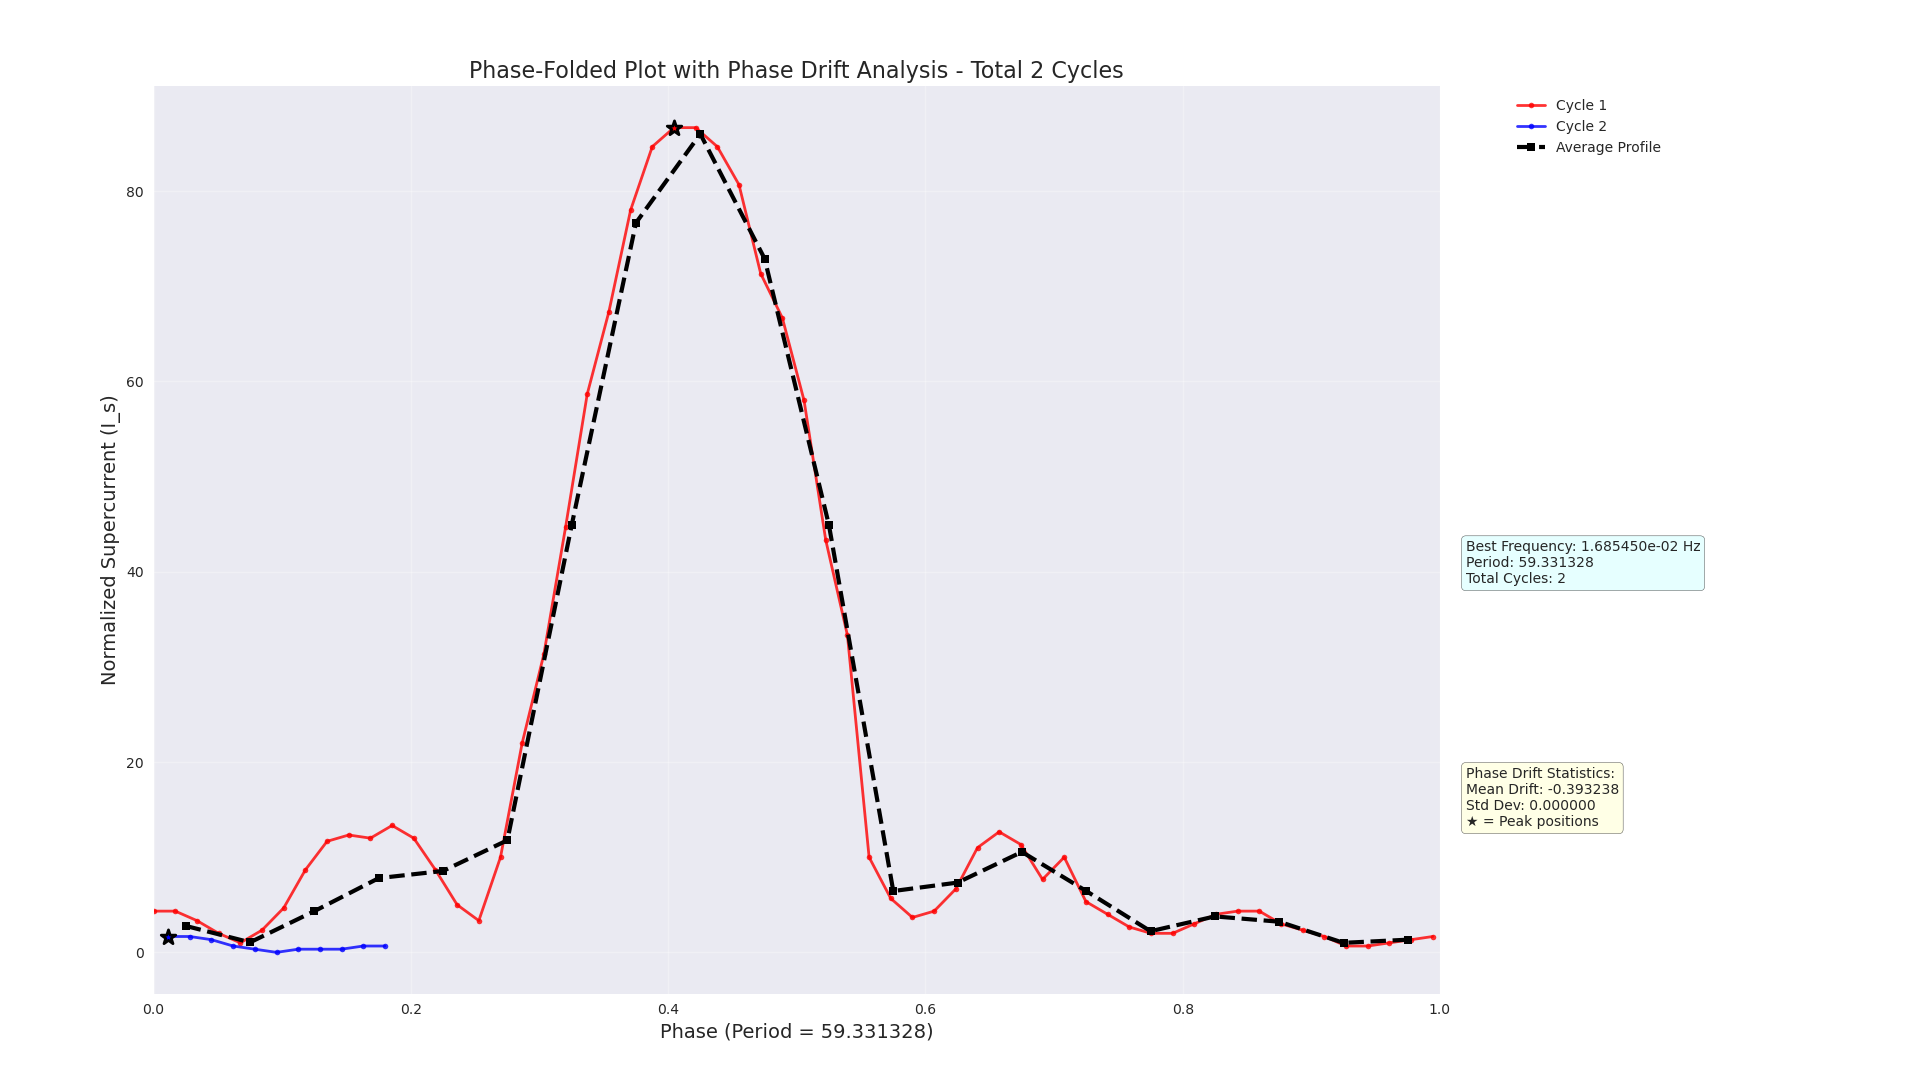 Phase-Folded Plot with Phase Drift Analysis - Total 2 Cycles
Cycle 1
Cycle 2
Average Profile
Normalized Supercurrent (I_s)
80
60
40
20
0
0.0 0.2 0.4 0.6 0.8 1.0
Phase (Period = 59.331328)
Best Frequency: 1.685450e-02 Hz
Period: 59.331328
Total Cycles: 2
Phase Drift Statistics:
Mean Drift: -0.393238
Std Dev: 0.000000
★ = Peak positions